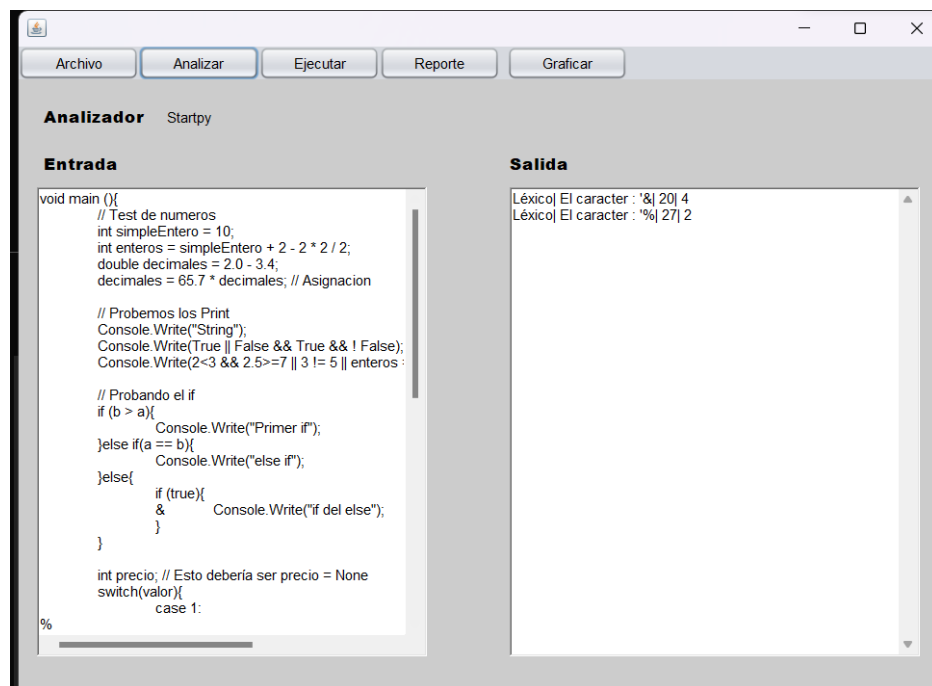 Archivo Analizar Ejecutar Reporte Graficar
Analizador Startpy
Entrada
void main (){
// Test de numeros
int simpleEntero = 10;
int enteros = simpleEntero + 2 - 2 * 2 / 2;
double decimales = 2.0 - 3.4;
decimales = 65.7 * decimales; // Asignacion
// Probemos los Print
Console.Write("String");
Console.Write(True || False && True && ! False);
Console.Write(2<3 && 2.5>=7 || 3 != 5 || enteros
// Probando el if
if (b > a){
Console.Write("Primer if");
}else if(a == b){
Console.Write("else if");
}else{
if (true){
& Console.Write("if del else");
}
}
int precio; // Esto debería ser precio = None
switch(valor){
case 1:
%
Salida
Léxico| El caracter : '&| 20| 4
Léxico| El caracter : '%| 27| 2